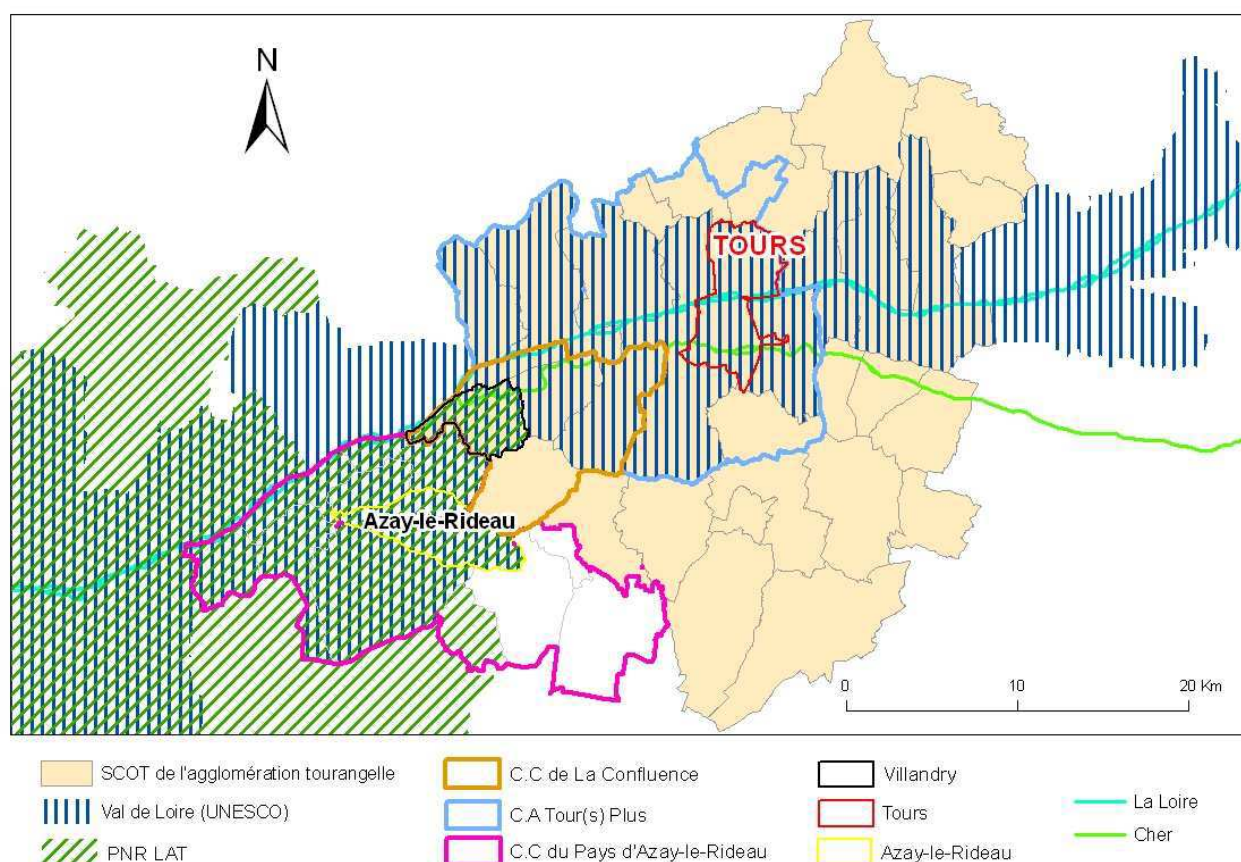 N
TOURS
Azay-le-Rideau
0 10 20 Km
SCOT de l'agglomération tourangelle
Val de Loire (UNESCO)
PNR LAT
C.C de La Confluence
C.A Tour(s) Plus
C.C du Pays d'Azay-le-Rideau
Villandry
Tours
Azay-le-Rideau
La Loire
Cher